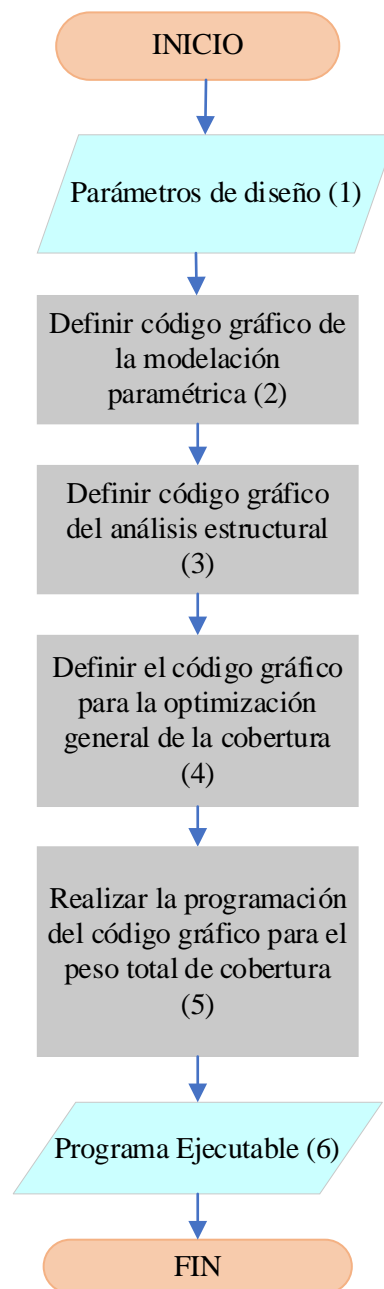 INICIO
Parámetros de diseño (1)
Definir código gráfico de
la modelación
paramétrica (2)
Definir código gráfico
del análisis estructural
(3)
Definir el código gráfico
para la optimización
general de la cobertura
(4)
Realizar la programación
del código gráfico para el
peso total de cobertura
(5)
Programa Ejecutable (6)
FIN